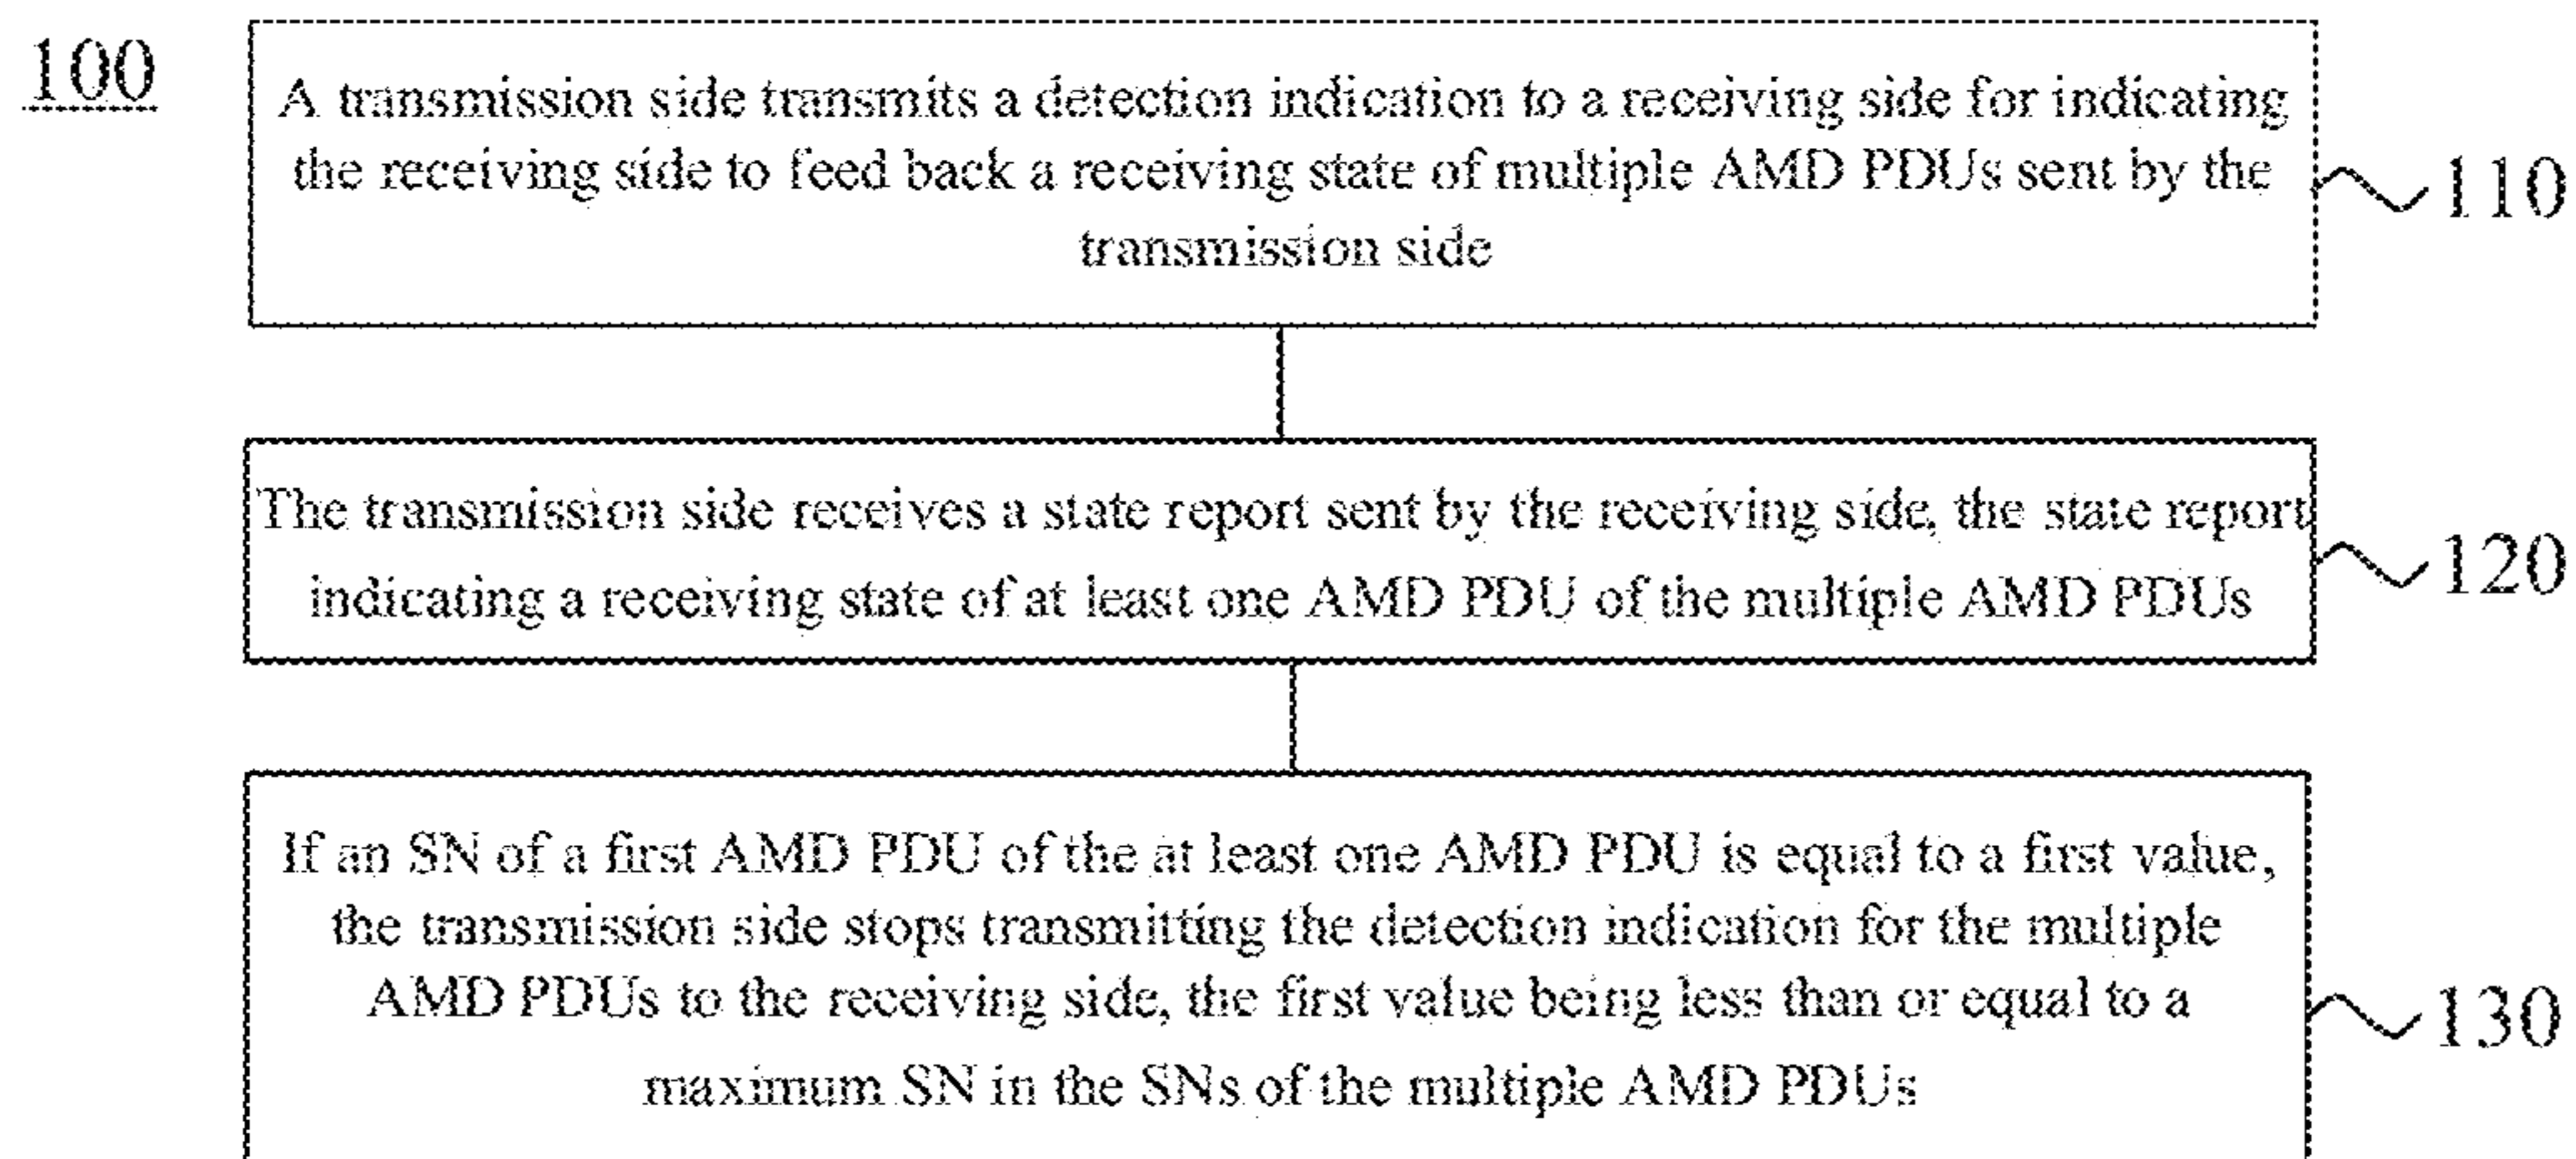 100
A transmission side transmits a detection indication to a receiving side for indicating
the receiving side to feed back a receiving state of multiple AMD PDUs sent by the
transmission side
110
The transmission side receives a state report sent by the receiving side, the state report
indicating a receiving state of at least one AMD PDU of the multiple AMD PDUs
120
If an SN of a first AMD PDU of the at least one AMD PDU is equal to a first value,
the transmission side stops transmitting the detection indication for the multiple
AMD PDUs to the receiving side, the first value being less than or equal to a
maximum SN in the SNs of the multiple AMD PDUs
130